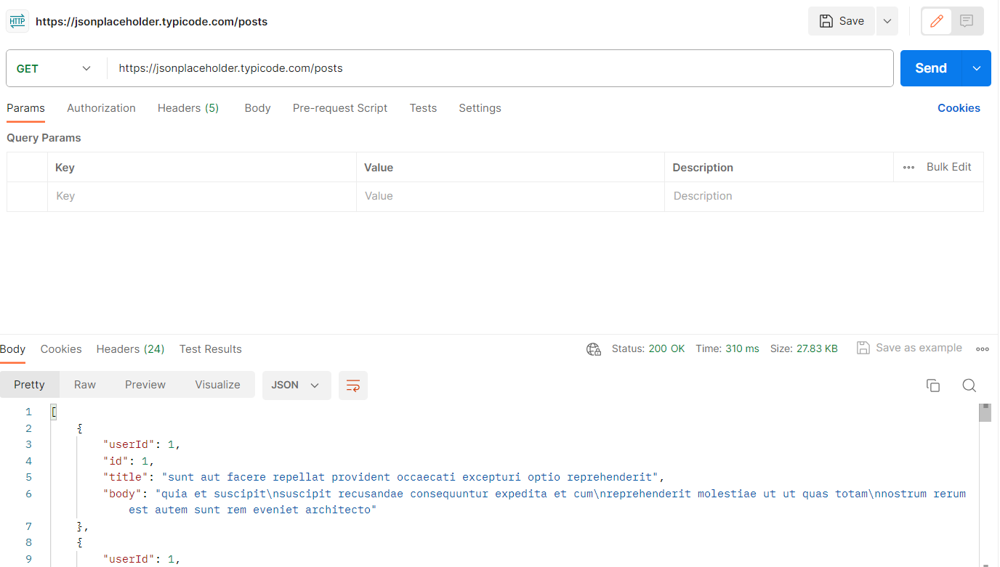 HTTP https://jsonplaceholder.typicode.com/posts Save
GET https://jsonplaceholder.typicode.com/posts Send
Params Authorization Headers (5) Body Pre-request Script Tests Settings Cookies
Query Params
Key Value Description Bulk Edit
Key Value Description
Body Cookies Headers (24) Test Results Status: 200 OK Time: 310 ms Size: 27.83 KB Save as example
Pretty Raw Preview Visualize JSON
1 [
2 {
3 "userId": 1,
4 "id": 1,
5 "title": "sunt aut facere repellat provident occaecati excepturi optio reprehenderit",
6 "body": "quia et suscipit\nsuscipit recusandae consequuntur expedita et cum\nreprehenderit molestiae ut ut quas totam\nnostrum rerum
est autem sunt rem eveniet architecto"
7 },
8 {
9 "userId": 1,